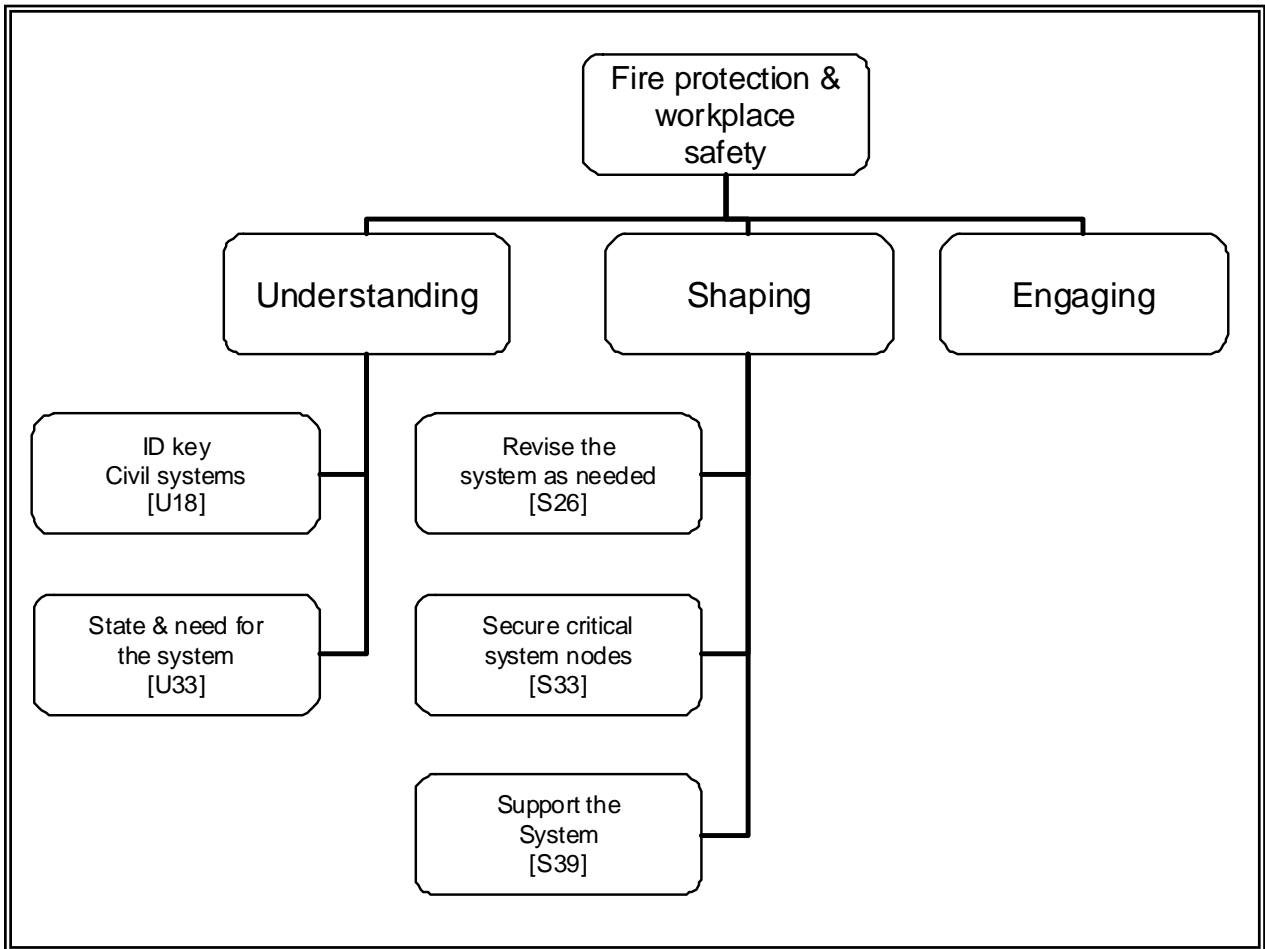 Fire protection &
workplace
safety
Understanding
Shaping
Engaging
ID key
Civil systems
[U18]
State & need for
the system
[U33]
Revise the
system as needed
[S26]
Secure critical
system nodes
[S33]
Support the
System
[S39]